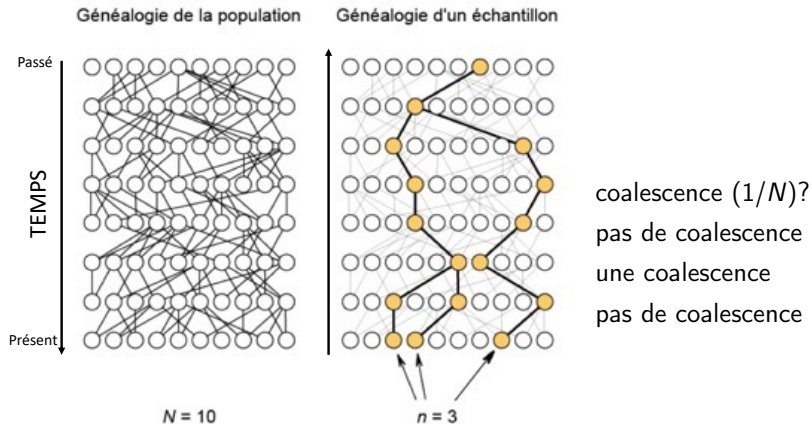 Généalogie de la population
Généalogie d'un échantillon
Passé
TEMPS
Présent
coalescence (1/N)?
pas de coalescence
une coalescence
pas de coalescence
N = 10
n = 3